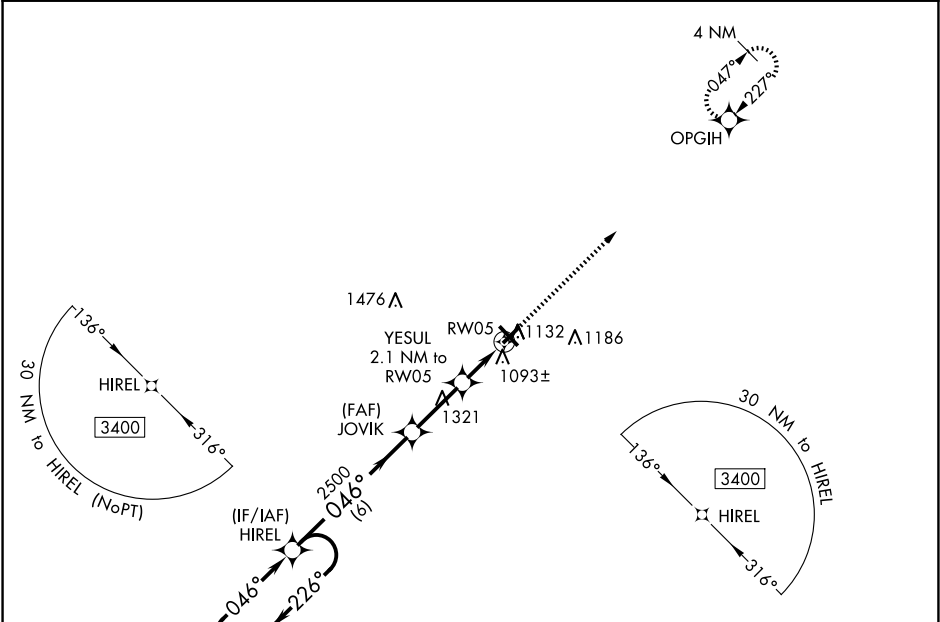 4 NM
047°
227°
OPGIH
1476
RW05
1132
1186
YESUL
2.1 NM to
RW05
1093±
1321
(FAF)
JOVIK
136°
HIREL
3400
316°
30 NM to HIREL (NoPT)
30 NM to HIREL
136°
3400
HIREL
316°
2500
046°
(6)
(IF/IAF)
HIREL
046°
226°